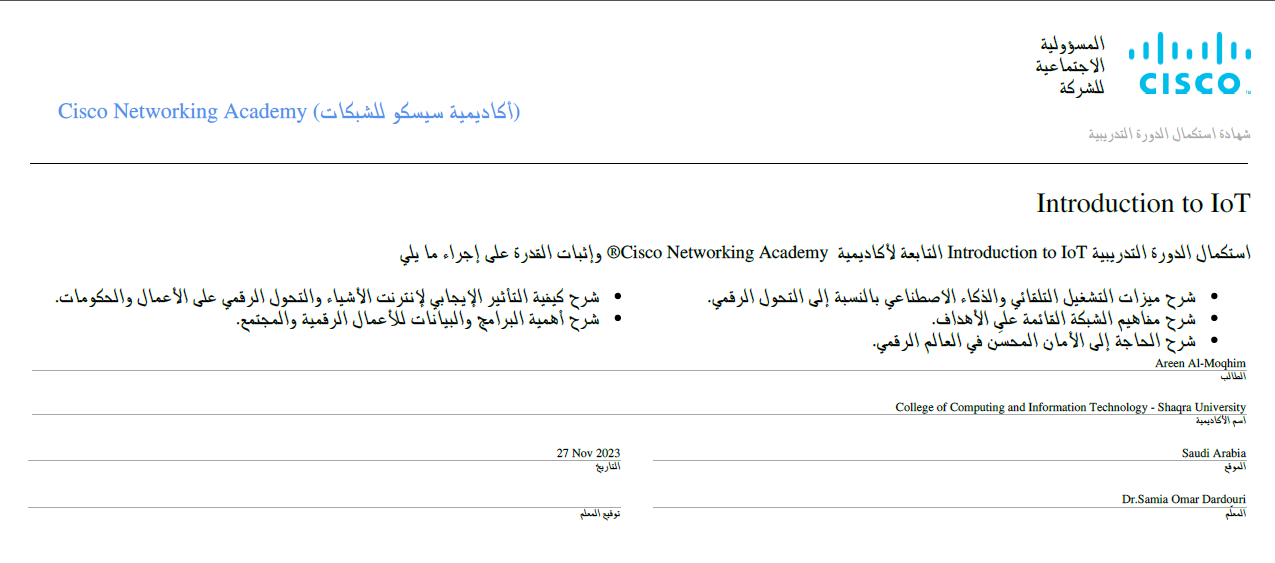 المسؤولية
الاجتماعية
للشركة
CISCO
Cisco Networking Academy (أكاديمية سيسكو للشبكات)
شهادة استكمال الدورة التدريبية
Introduction to IoT
استكمال الدورة التدريبية Introduction to IoT التابعة لأكاديمية Cisco Networking Academy® وإثبات القدرة على إجراء ما يلي
• شرح ميزات التشغيل التلقائي والذكاء الاصطناعي بالنسبة إلى التحول الرقمي.
• شرح مفاهيم الشبكة القائمة على الأهداف.
• شرح الحاجة إلى الأمان المحسّن في العالم الرقمي.
• شرح كيفية التأثير الإيجابي لإنترنت الأشياء والتحول الرقمي على الأعمال والحكومات.
• شرح أهمية البرامج والبيانات للأعمال الرقمية والمجتمع.
Areen Al-Moqhim
الطالب
College of Computing and Information Technology - Shaqra University
اسم الأكاديمية
Saudi Arabia
الموقع
27 Nov 2023
التاريخ
Dr.Samia Omar Dardouri
المعلّم
توقيع المعلم